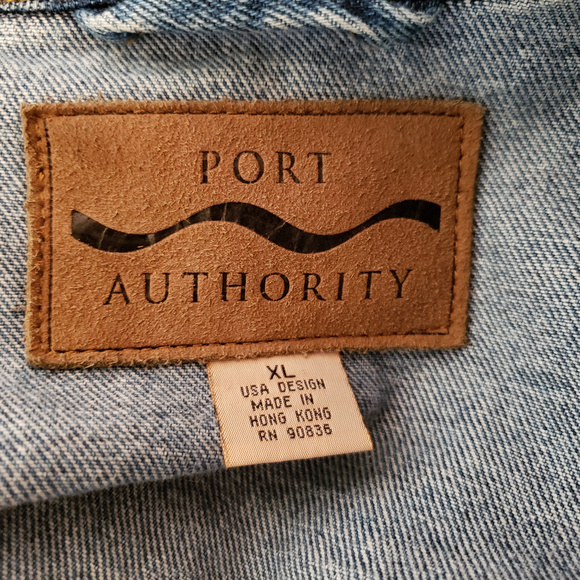 PORT
AUTHORITY
XL
USA DESIGN
MADE IN
HONG KONG
RN 90836